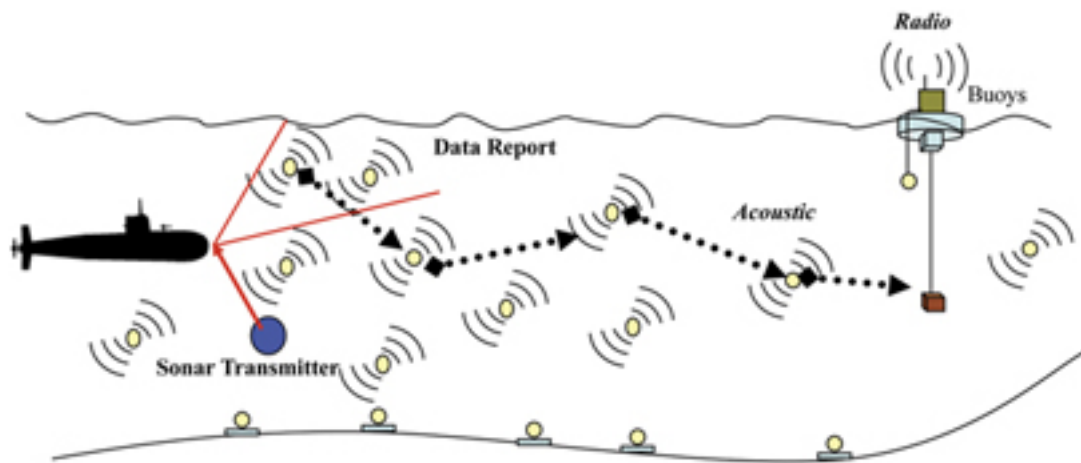 Radio
Buoys
Data Report
Acoustic
Sonar Transmitter